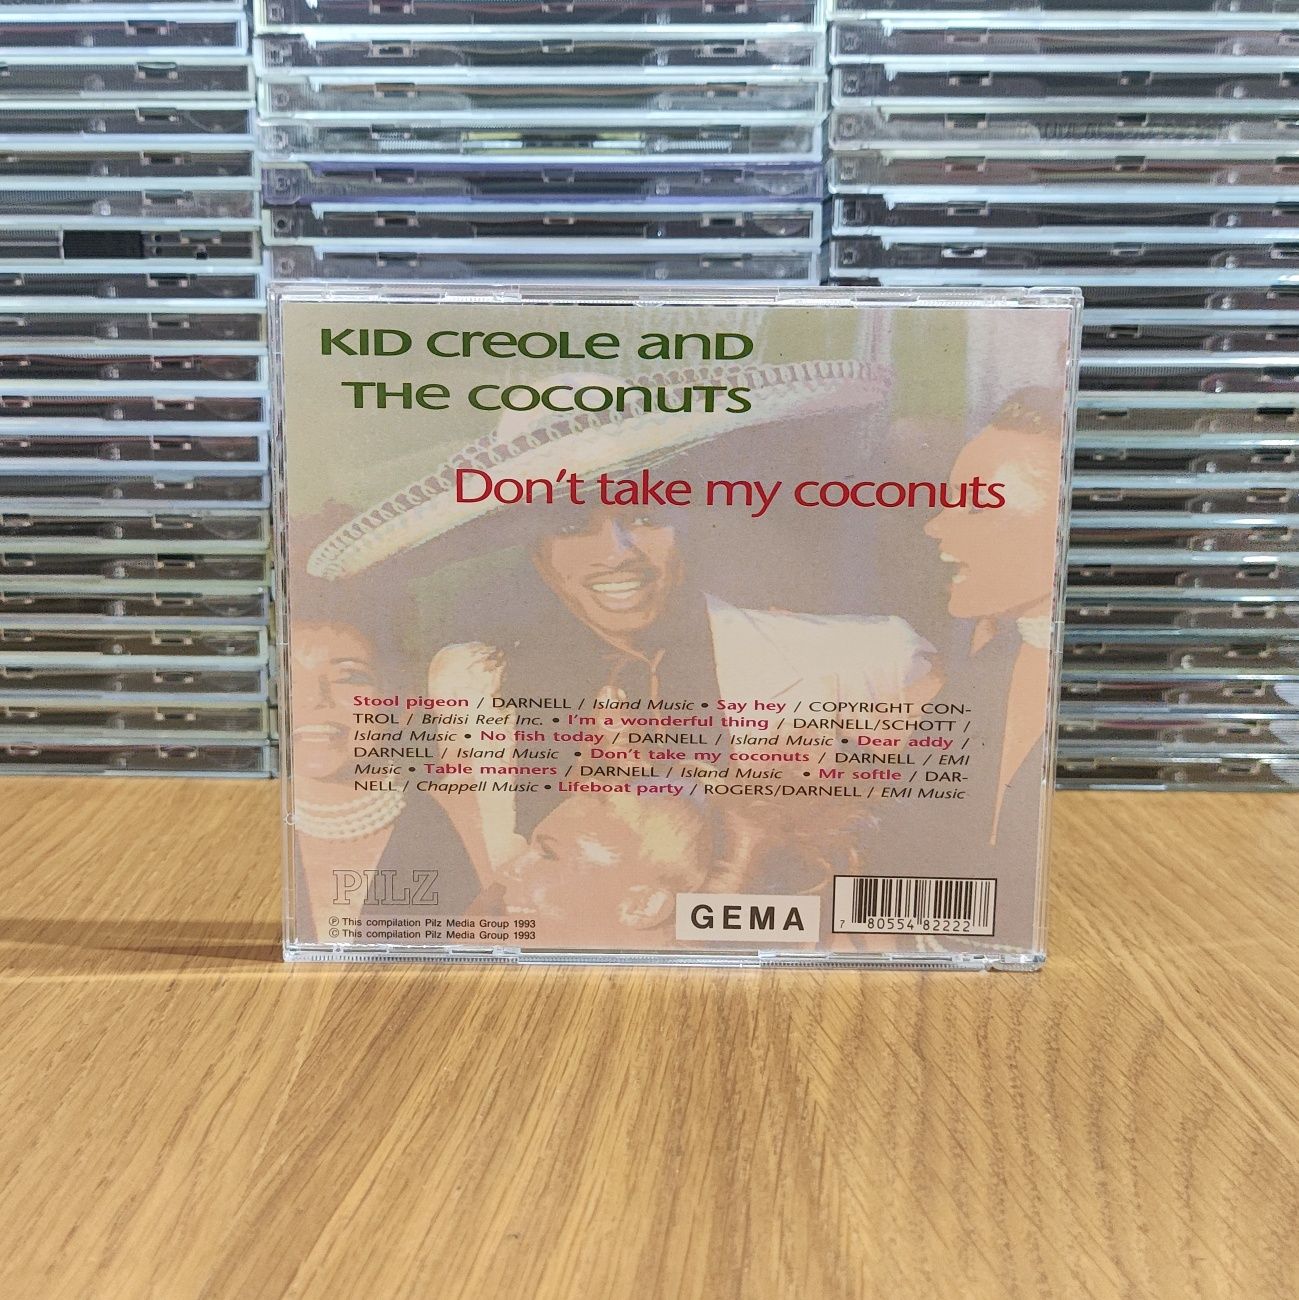 KID CREOLE AND
THE COCONUTS
Don't take my coconuts
Stool pigeon / DARNELL / Island Music • Say hey / COPYRIGHT CON-
TROL / Bridisi Reef Inc. • I'm a wonderful thing / DARNELL/SCHOTT /
Island Music • No fish today / DARNELL / Island Music • Dear addy /
DARNELL / Island Music • Don't take my coconuts / DARNELL / EMI
Music • Table manners / DARNELL / Island Music • Mr softle / DAR-
NELL / Chappell Music • Lifeboat party / ROGERS/DARNELL / EMI Music
PILZ
℗ This compilation Pilz Media Group 1993
© This compilation Pilz Media Group 1993
GEMA
7 80554 82222